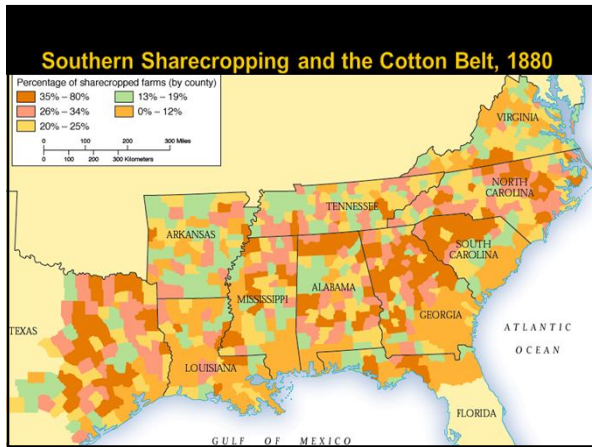 Southern Sharecropping and the Cotton Belt, 1880
Percentage of sharecropped farms (by county)
35% – 80%
13% – 19%
26% – 34%
0% – 12%
20% – 25%
0 100 200 300 Miles
0 100 200 300 Kilometers
VIRGINIA
NORTH
CAROLINA
TENNESSEE
ARKANSAS
SOUTH
CAROLINA
MISSISSIPPI
ALABAMA
GEORGIA
TEXAS
LOUISIANA
ATLANTIC
OCEAN
FLORIDA
GULF OF MEXICO